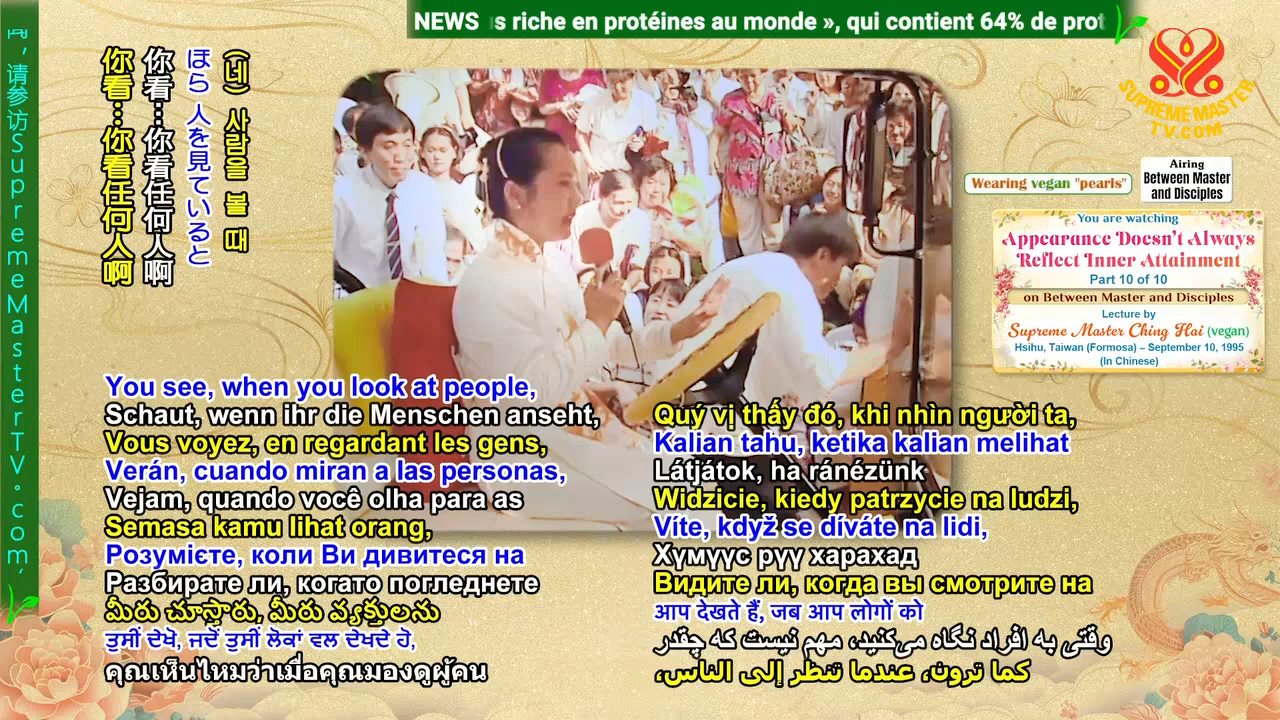 NEWS s riche en protéines au monde », qui contient 64% de prot
SUPREME MASTER
TV.COM
请参访SupremeMasterTV.com,
(네) 사람을 볼 때
ほら 人を見ていると
你看…你看任何人啊
你看…你看任何人啊
Wearing vegan "pearls"
Airing
Between Master
and Disciples
You are watching
Appearance Doesn't Always
Reflect Inner Attainment
Part 10 of 10
on Between Master and Disciples
Lecture by
Supreme Master Ching Hai (vegan)
Hsihu, Taiwan (Formosa) – September 10, 1995
(In Chinese)
You see, when you look at people,
Schaut, wenn ihr die Menschen anseht,
Vous voyez, en regardant les gens,
Verán, cuando miran a las personas,
Vejam, quando você olha para as
Semasa kamu lihat orang,
Розумієте, коли Ви дивитеся на
Разбирате ли, когато погледнете
మీరు చూస్తారు, మీరు వ్యక్తులను
ਤੁਸੀਂ ਦੇਖੋ, ਜਦੋਂ ਤੁਸੀਂ ਲੋਕਾਂ ਵਲ ਦੇਖਦੇ ਹੋ,
คุณเห็นไหมว่าเมื่อคุณมองดูผู้คน
Quý vị thấy đó, khi nhìn người ta,
Kalian tahu, ketika kalian melihat
Látjátok, ha ránézünk
Widzicie, kiedy patrzycie na ludzi,
Víte, když se díváte na lidi,
Хүмүүс рүү харахад
Видите ли, когда вы смотрите на
आप देखते हैं, जब आप लोगों को
وقتی به افراد نگاه می‌کنید، مهم نیست که چقدر
كما ترون، عندما تنظر إلى الناس،